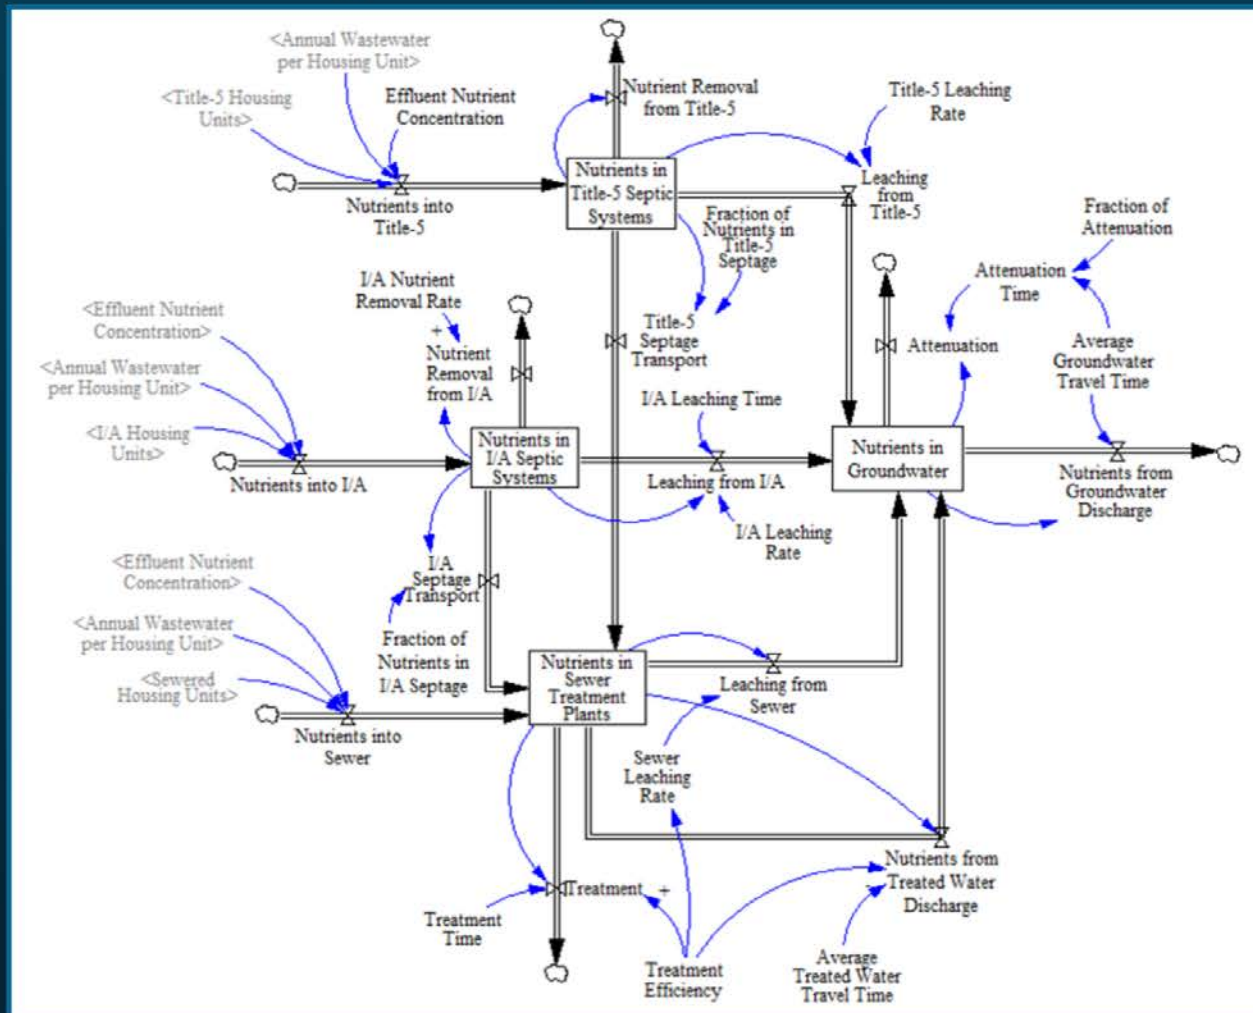 <Annual Wastewater
per Housing Unit>
<Title-5 Housing
Units>
Effluent Nutrient
Concentration
Nutrient Removal
from Title-5
Title-5 Leaching
Rate
Nutrients into
Title-5
Nutrients in
Title-5 Septic
Systems
Leaching
from
Title-5
Fraction of
Nutrients in
Title-5
Septage
Fraction of
Attenuation
Attenuation
Time
I/A Nutrient
Removal Rate
+
Nutrient
Removal
from I/A
Title-5
Septage
Transport
Attenuation
Average
Groundwater
Travel Time
<Effluent Nutrient
Concentration>
<Annual Wastewater
per Housing Unit>
<I/A Housing
Units>
I/A Leaching Time
Nutrients into I/A
Nutrients in
I/A Septic
Systems
Leaching from I/A
Nutrients in
Groundwater
Nutrients from
Groundwater
Discharge
I/A Leaching
Rate
I/A
Septage
Transport
<Effluent Nutrient
Concentration>
<Annual Wastewater
per Housing Unit>
<Sewered
Housing Units>
Fraction of
Nutrients in
I/A Septage
Nutrients into
Sewer
Nutrients in
Sewer
Treatment
Plants
Leaching from
Sewer
Sewer
Leaching
Rate
Nutrients from
Treated Water
Discharge
Treatment +
Treatment
Time
Treatment
Efficiency
Average
Treated Water
Travel Time